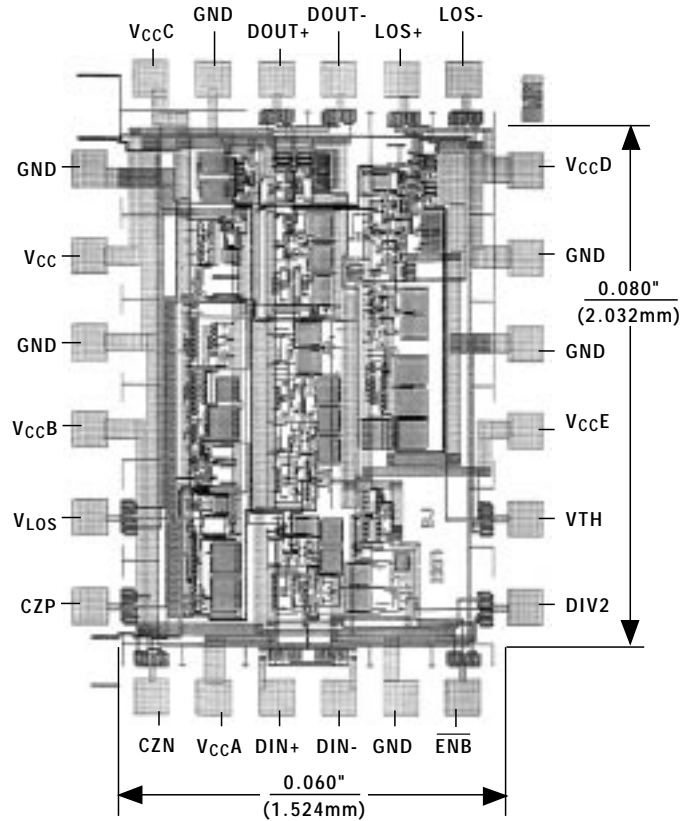 VCCC GND DOUT+ DOUT- LOS+ LOS-
GND VCCD
VCC GND
0.080"
(2.032mm)
GND GND
VCCB VCCE
VLOS VTH
CZP DIV2
CZN VCCA DIN+ DIN- GND ENB
0.060"
(1.524mm)